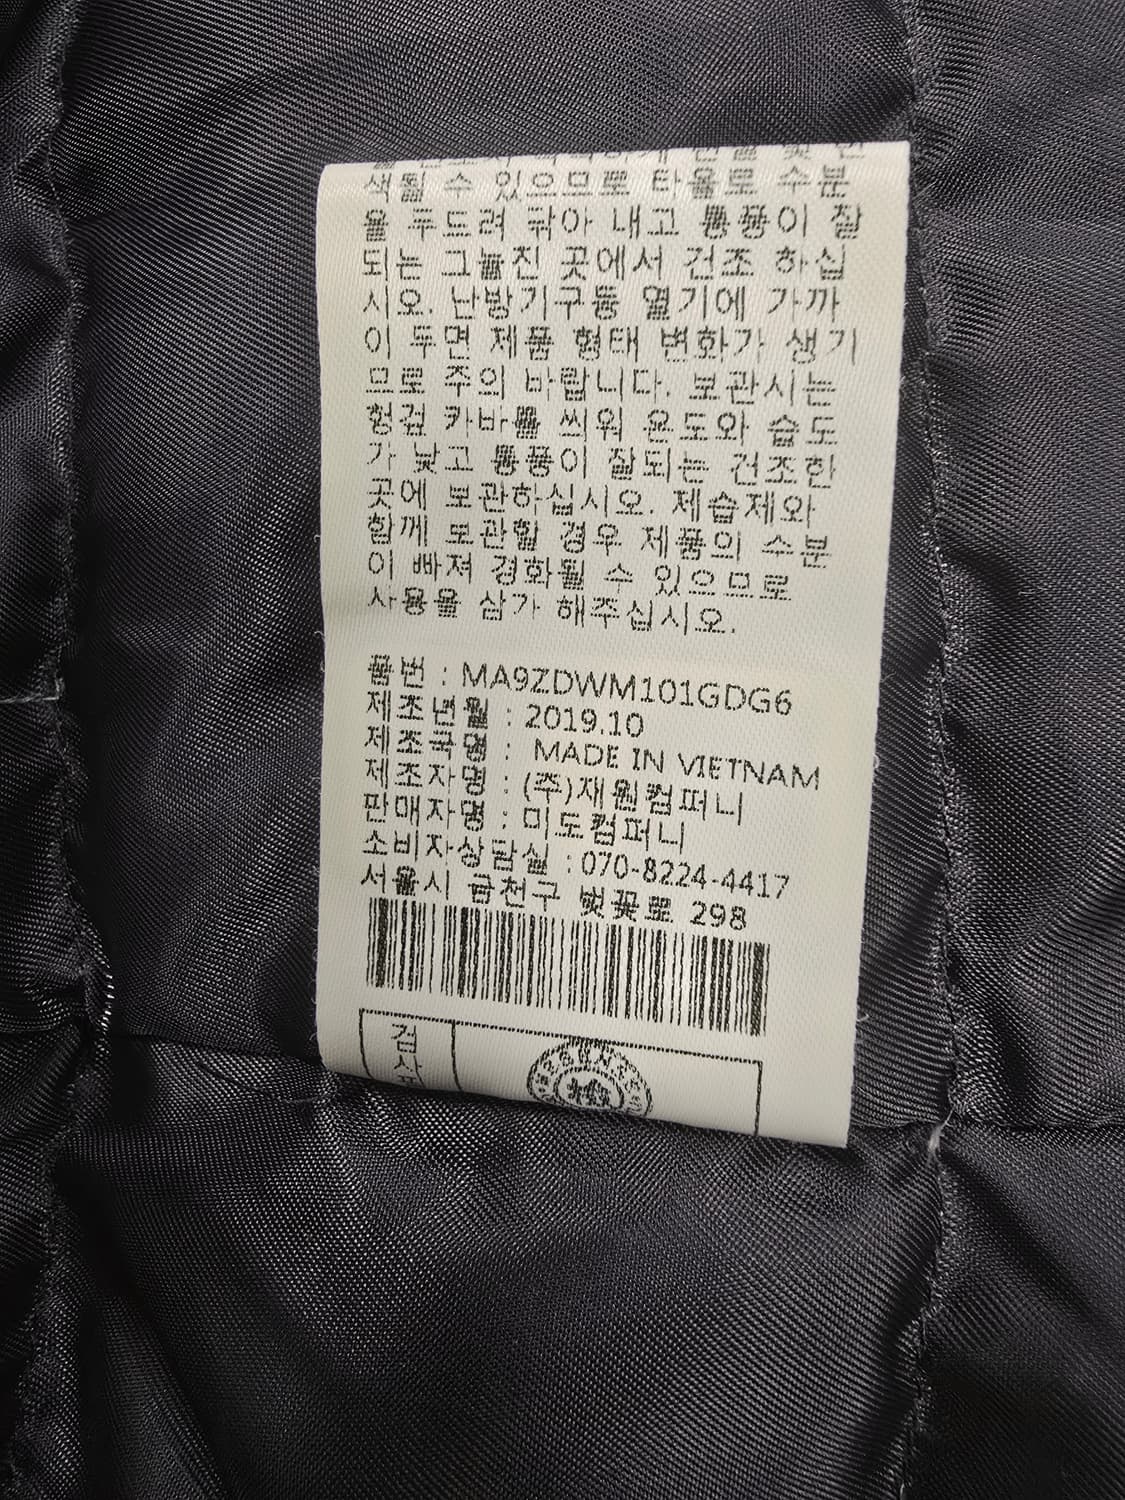 색될 수 있으므로 타올로 수분
을 두드려 닦아 내고 통풍이 잘
되는 그늘진 곳에서 건조 하십
시오. 난방기구등 열기에 가까
이 두면 제품 형태 변화가 생기
므로 주의 바랍니다. 보관시는
헝겊 카바를 씌워 온도와 습도
가 낮고 통풍이 잘되는 건조한
곳에 보관하십시오. 제습제와
함께 보관할 경우 제품의 수분
이 빠져 경화될 수 있으므로
사용을 삼가 해주십시오.
품번 : MA9ZDWM101GDG6
제조년월 : 2019.10
제조국명 : MADE IN VIETNAM
제조자명 : (주)재원컴퍼니
판매자명 : 미도컴퍼니
소비자상담실 : 070-8224-4417
서울시 금천구 벚꽃로 298
검사
檢